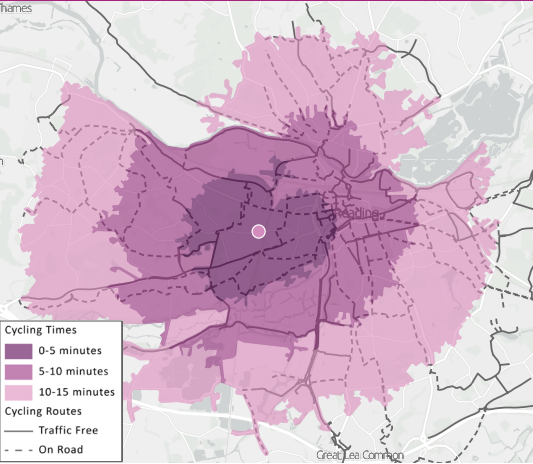 hames
Reading
Cycling Times
0-5 minutes
5-10 minutes
10-15 minutes
Cycling Routes
Traffic Free
On Road
Great Lea Common